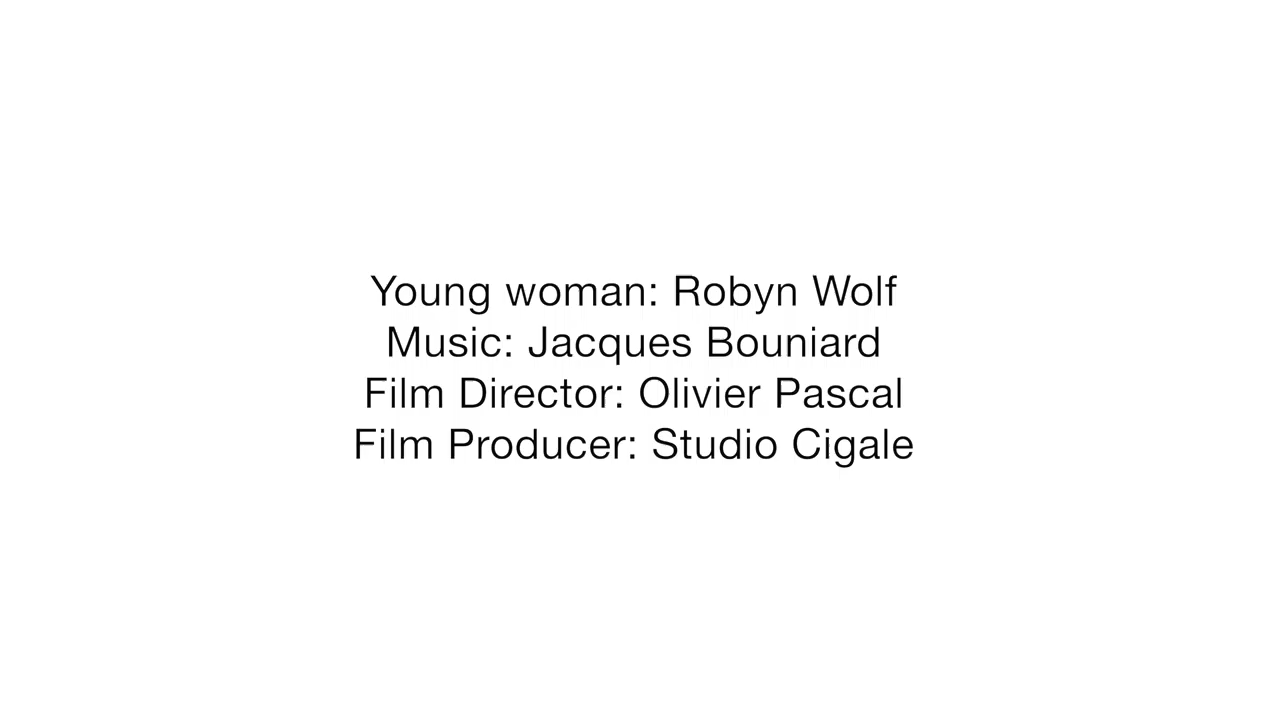 Young woman: Robyn Wolf
Music: Jacques Bouniard
Film Director: Olivier Pascal
Film Producer: Studio Cigale